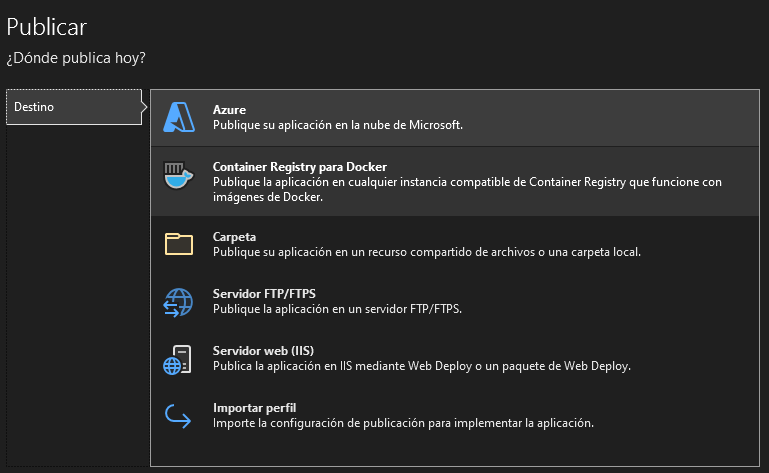 Publicar
¿Dónde publica hoy?
Destino
Azure
Publique su aplicación en la nube de Microsoft.
Container Registry para Docker
Publique la aplicación en cualquier instancia compatible de Container Registry que funcione con
imágenes de Docker.
Carpeta
Publique su aplicación en un recurso compartido de archivos o una carpeta local.
Servidor FTP/FTPS
Publique la aplicación en un servidor FTP/FTPS.
Servidor web (IIS)
Publica la aplicación en IIS mediante Web Deploy o un paquete de Web Deploy.
Importar perfil
Importe la configuración de publicación para implementar la aplicación.